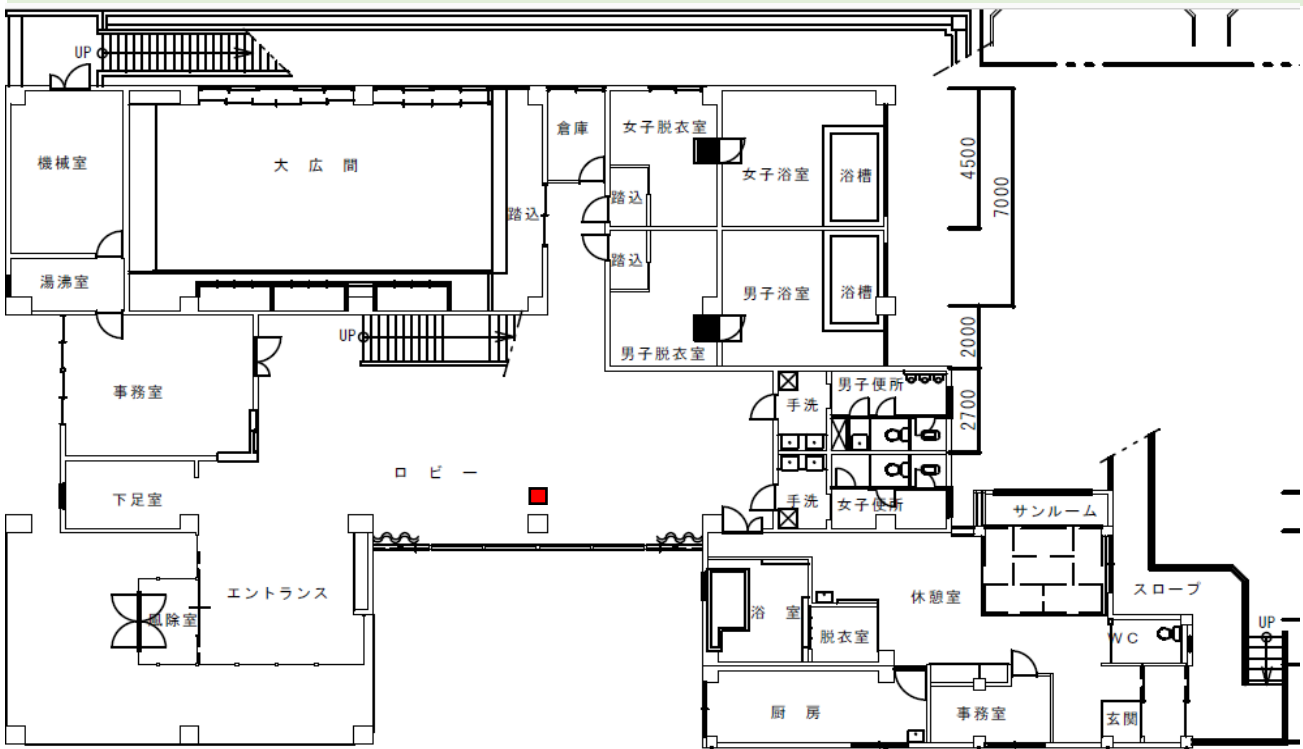 UP
機械室
大 広 間
倉庫
女子脱衣室
女子浴室
浴槽
4500
7000
踏込
踏込
踏込
湯沸室
男子浴室
浴槽
UP
男子脱衣室
2000
事務室
男子便所
手洗
2700
ロ ビ ー
下足室
手洗
女子便所
サンルーム
エントランス
風除室
浴 室
脱衣室
休憩室
スロープ
UP
WC
厨 房
事務室
玄関